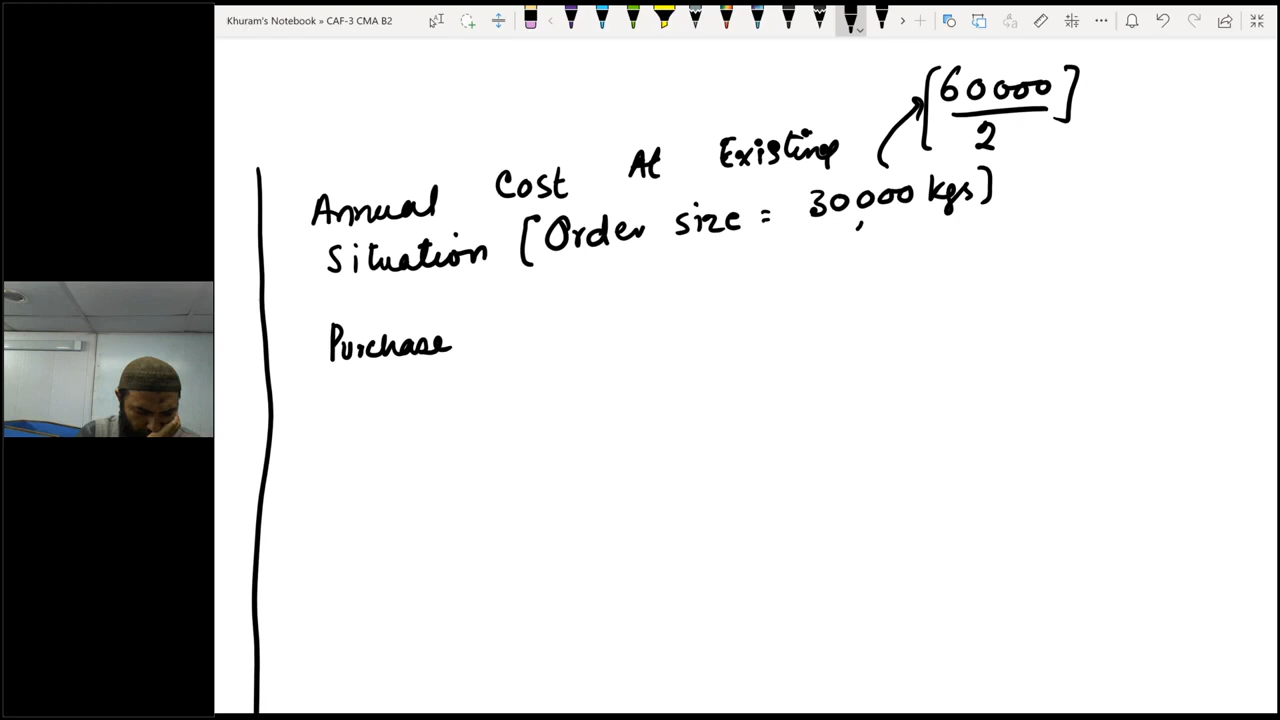 Khuram's Notebook » CAF-3 CMA B2
[60000
2]
Annual Cost At Existing
Situation [Order size = 30,000 kgs]
Purchase